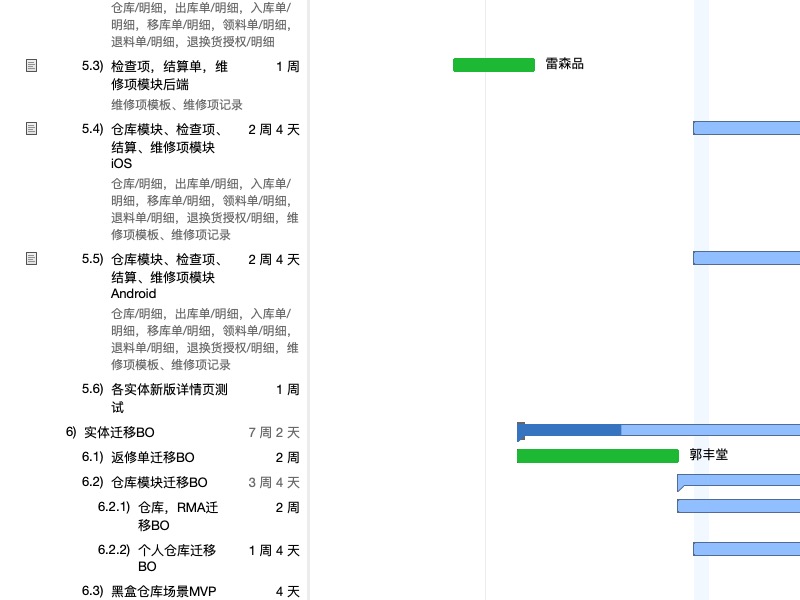 仓库/明细，出库单/明细，入库单/
明细，移库单/明细，领料单/明细，
退料单/明细，退换货授权/明细
5.3) 检查项，结算单，维 1 周 雷森品
修项模块后端
维修项模板、维修项记录
5.4) 仓库模块、检查项、 2 周 4 天
结算、维修项模块
iOS
仓库/明细，出库单/明细，入库单/
明细，移库单/明细，领料单/明细，
退料单/明细，退换货授权/明细，维
修项模板、维修项记录
5.5) 仓库模块、检查项、 2 周 4 天
结算、维修项模块
Android
仓库/明细，出库单/明细，入库单/
明细，移库单/明细，领料单/明细，
退料单/明细，退换货授权/明细，维
修项模板、维修项记录
5.6) 各实体新版详情页测 1 周
试
6) 实体迁移BO 7 周 2 天
6.1) 返修单迁移BO 2 周 郭丰堂
6.2) 仓库模块迁移BO 3 周 4 天
6.2.1) 仓库，RMA迁 2 周
移BO
6.2.2) 个人仓库迁移 1 周 4 天
BO
6.3) 黑盒仓库场景MVP 4 天